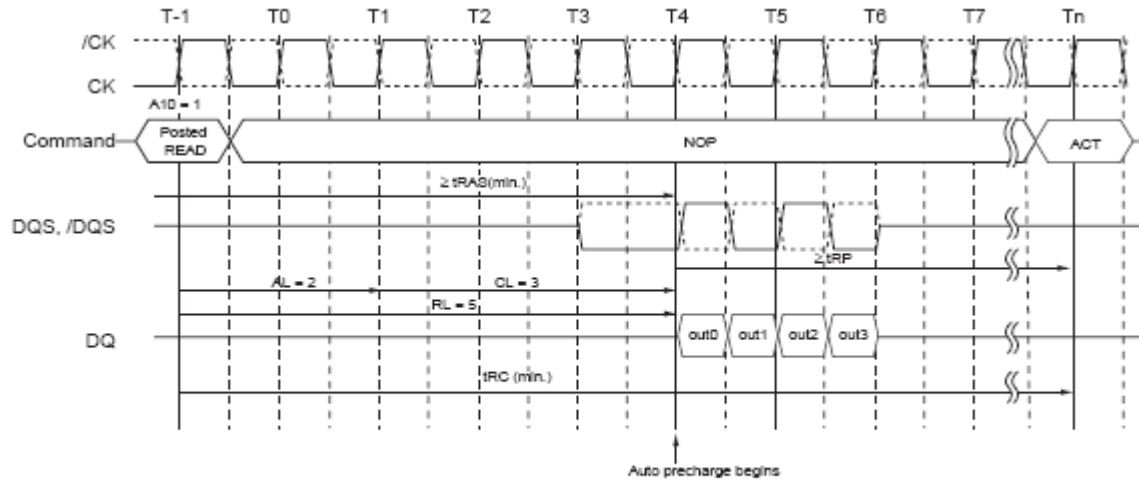 T-1 T0 T1 T2 T3 T4 T5 T6 T7 Tn
/CK
CK
A10 = 1
Command
Posted
READ
NOP
ACT
≥ tRAS(min.)
DQS, /DQS
≥ tRP
AL = 2
CL = 3
RL = 5
DQ
out0 out1 out2 out3
tRC (min.)
Auto precharge begins